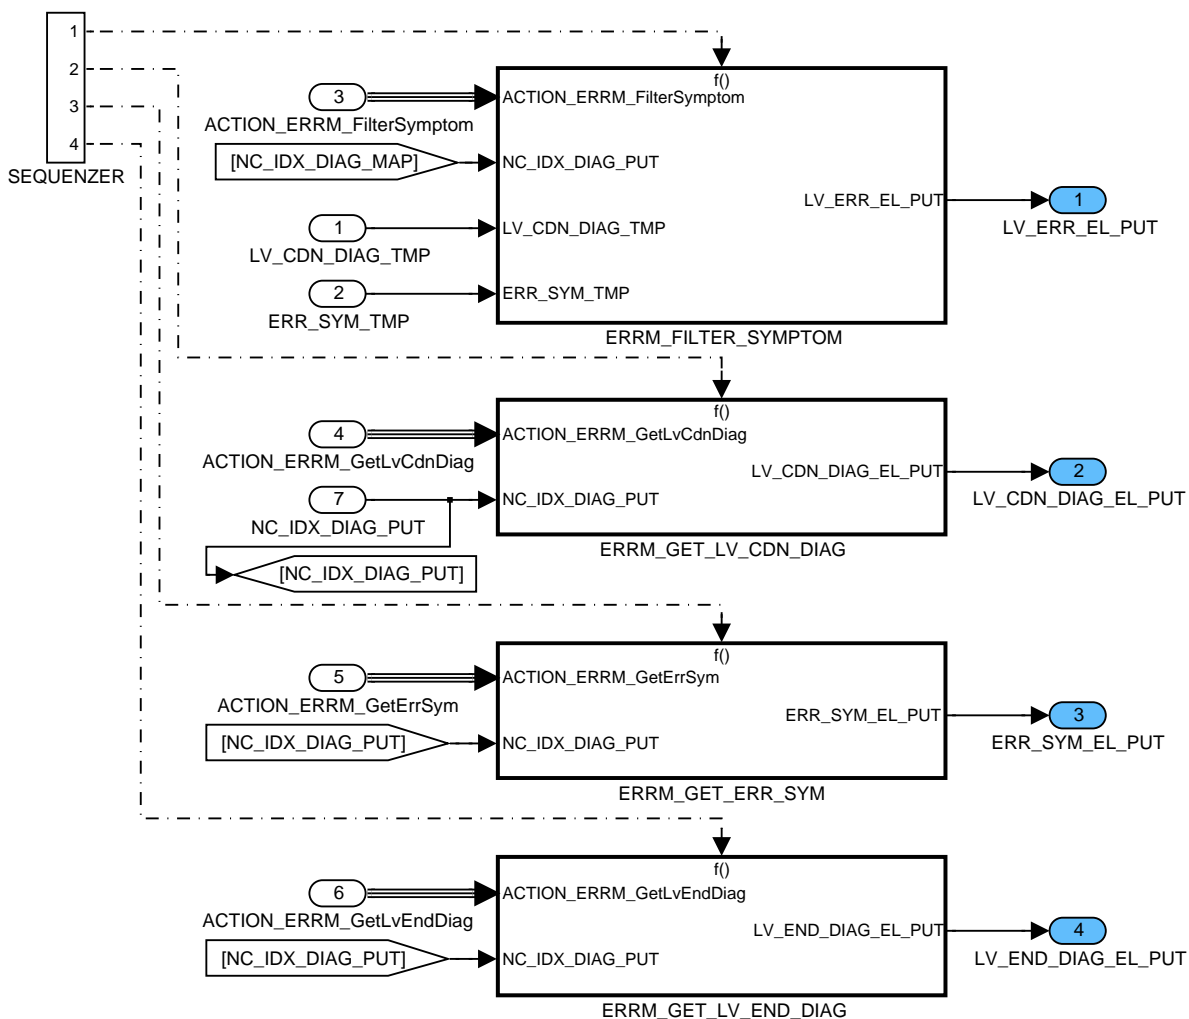 1
2
3
4
SEQUENZER
f()
3
ACTION_ERRM_FilterSymptom
ACTION_ERRM_FilterSymptom
[NC_IDX_DIAG_MAP]
NC_IDX_DIAG_PUT
LV_ERR_EL_PUT
1
LV_ERR_EL_PUT
1
LV_CDN_DIAG_TMP
LV_CDN_DIAG_TMP
2
ERR_SYM_TMP
ERR_SYM_TMP
ERRM_FILTER_SYMPTOM
f()
4
ACTION_ERRM_GetLvCdnDiag
ACTION_ERRM_GetLvCdnDiag
LV_CDN_DIAG_EL_PUT
2
LV_CDN_DIAG_EL_PUT
7
NC_IDX_DIAG_PUT
NC_IDX_DIAG_PUT
ERRM_GET_LV_CDN_DIAG
[NC_IDX_DIAG_PUT]
f()
5
ACTION_ERRM_GetErrSym
ACTION_ERRM_GetErrSym
ERR_SYM_EL_PUT
3
ERR_SYM_EL_PUT
[NC_IDX_DIAG_PUT]
NC_IDX_DIAG_PUT
ERRM_GET_ERR_SYM
f()
6
ACTION_ERRM_GetLvEndDiag
ACTION_ERRM_GetLvEndDiag
LV_END_DIAG_EL_PUT
4
LV_END_DIAG_EL_PUT
[NC_IDX_DIAG_PUT]
NC_IDX_DIAG_PUT
ERRM_GET_LV_END_DIAG